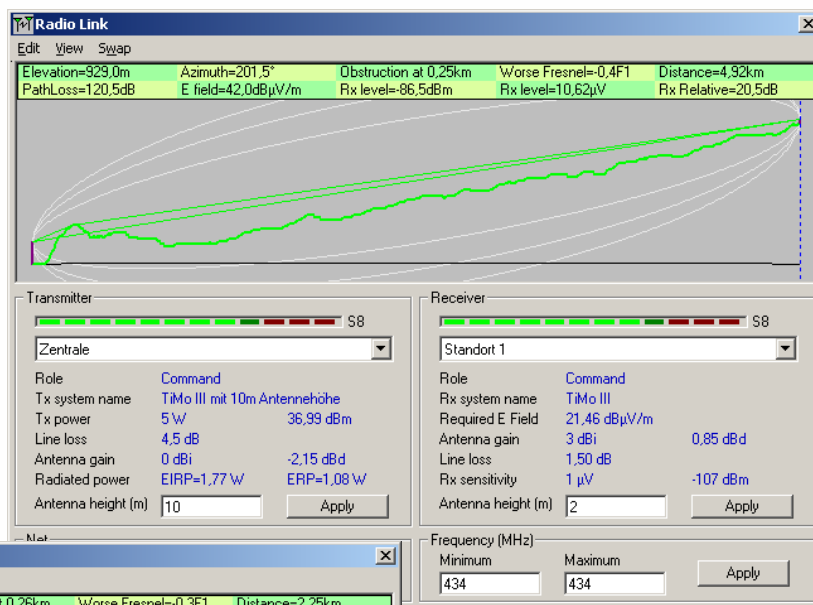 Radio Link
Edit View Swap
Elevation=929,0m Azimuth=201,5° Obstruction at 0,25km Worse Fresnel=-0,4F1 Distance=4,92km
PathLoss=120,5dB E field=42,0dBµV/m Rx level=-86,5dBm Rx level=10,62µV Rx Relative=20,5dB
Transmitter
S8
Zentrale
Role Command
Tx system name TiMo III mit 10m Antennehöhe
Tx power 5 W 36,99 dBm
Line loss 4,5 dB
Antenna gain 0 dBi -2,15 dBd
Radiated power EIRP=1,77 W ERP=1,08 W
Antenna height (m) 10 Apply
Receiver
S8
Standort 1
Role Command
Rx system name TiMo III
Required E Field 21,46 dBµV/m
Antenna gain 3 dBi 0,85 dBd
Line loss 1,50 dB
Rx sensitivity 1 µV -107 dBm
Antenna height (m) 2 Apply
Net
Frequency (MHz)
Minimum Maximum
434 434 Apply
0,26km Worse Fresnel=-0,3F1 Distance=2,25km